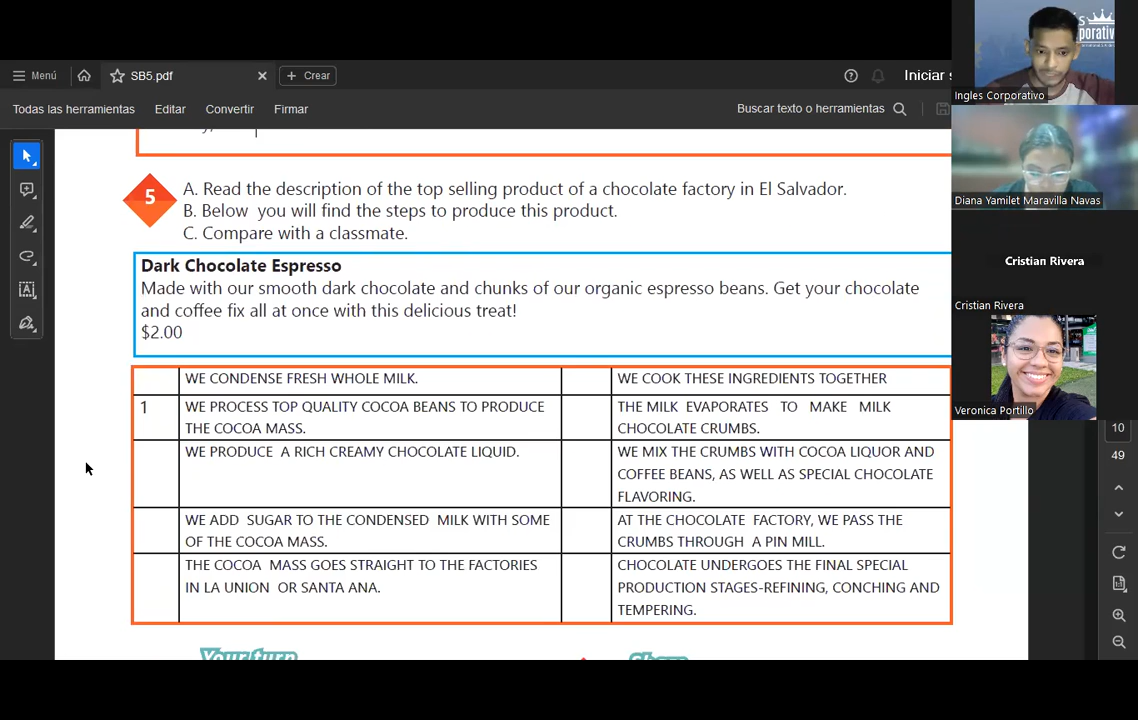 Menú
SB5.pdf
Crear
Iniciar s
Todas las herramientas
Editar
Convertir
Firmar
Buscar texto o herramientas
5
A. Read the description of the top selling product of a chocolate factory in El Salvador.
B. Below you will find the steps to produce this product.
C. Compare with a classmate.
Dark Chocolate Espresso
Made with our smooth dark chocolate and chunks of our organic espresso beans. Get your chocolate
and coffee fix all at once with this delicious treat!
$2.00
WE CONDENSE FRESH WHOLE MILK.
1
WE PROCESS TOP QUALITY COCOA BEANS TO PRODUCE
THE COCOA MASS.
WE PRODUCE A RICH CREAMY CHOCOLATE LIQUID.
WE ADD SUGAR TO THE CONDENSED MILK WITH SOME
OF THE COCOA MASS.
THE COCOA MASS GOES STRAIGHT TO THE FACTORIES
IN LA UNION OR SANTA ANA.
WE COOK THESE INGREDIENTS TOGETHER
THE MILK EVAPORATES TO MAKE MILK
CHOCOLATE CRUMBS.
WE MIX THE CRUMBS WITH COCOA LIQUOR AND
COFFEE BEANS, AS WELL AS SPECIAL CHOCOLATE
FLAVORING.
AT THE CHOCOLATE FACTORY, WE PASS THE
CRUMBS THROUGH A PIN MILL.
CHOCOLATE UNDERGOES THE FINAL SPECIAL
PRODUCTION STAGES-REFINING, CONCHING AND
TEMPERING.
Your turn
Share
Ingles Corporativo
Diana Yamilet Maravilla Navas
Cristian Rivera
Cristian Rivera
Veronica Portillo
10
49